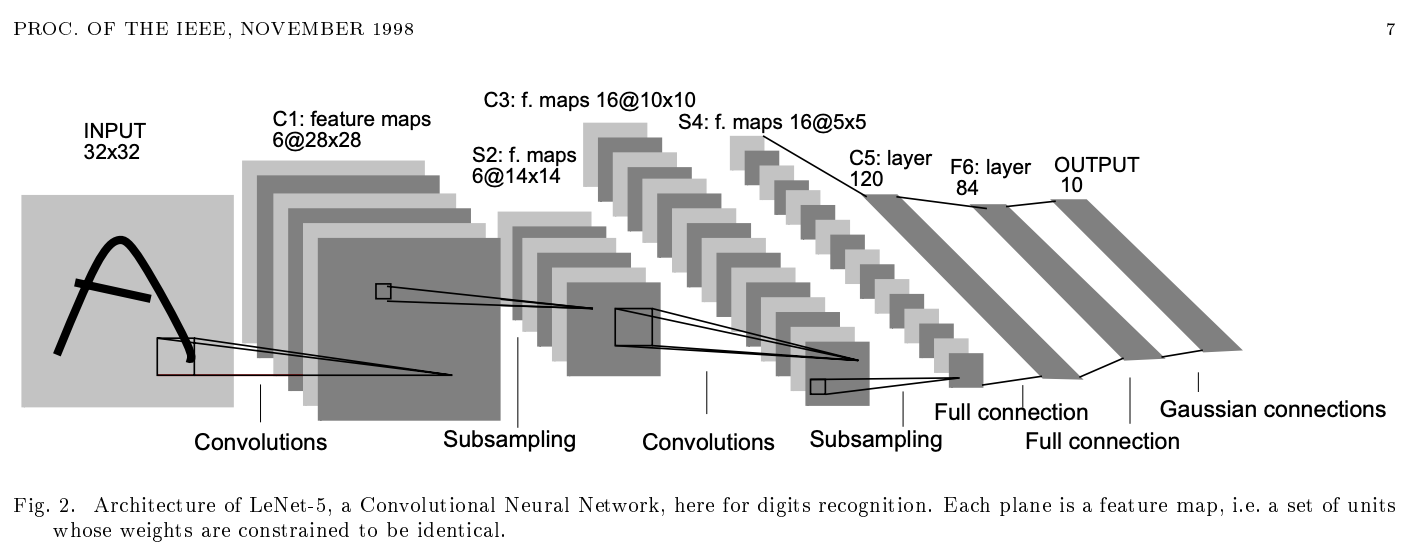 PROC. OF THE IEEE, NOVEMBER 1998 7
INPUT
32x32
C1: feature maps
6@28x28
S2: f. maps
6@14x14
C3: f. maps 16@10x10
S4: f. maps 16@5x5
C5: layer
120
F6: layer
84
OUTPUT
10
Convolutions
Subsampling
Convolutions
Subsampling
Full connection
Full connection
Gaussian connections
A
Fig. 2. Architecture of LeNet-5, a Convolutional Neural Network, here for digits recognition. Each plane is a feature map, i.e. a set of units
whose weights are constrained to be identical.